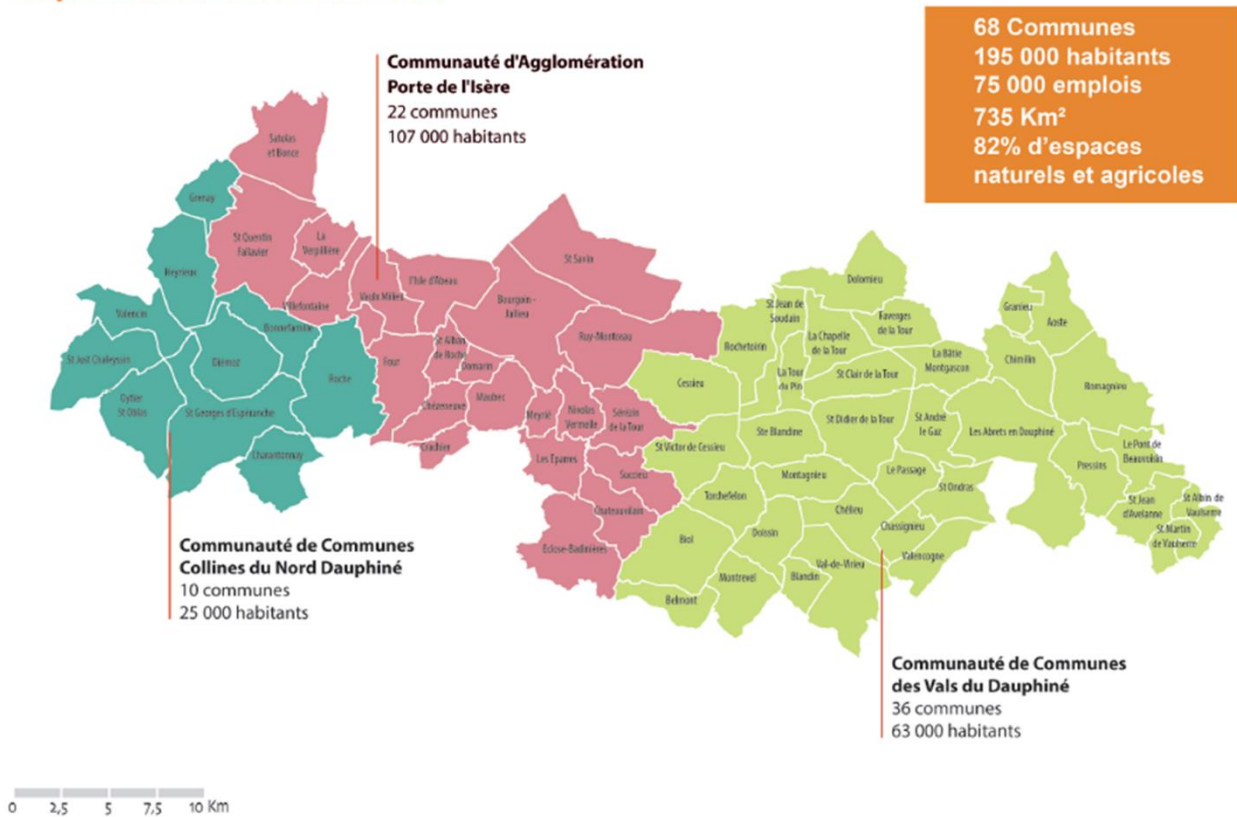 68 Communes
195 000 habitants
75 000 emplois
735 Km²
82% d'espaces
naturels et agricoles
Communauté d'Agglomération
Porte de l'Isère
22 communes
107 000 habitants
Satolas
et Bonce
Grenay
St Quentin
Fallavier
La
Verpillière
Heyrieux
Villefontaine
Vaulx Milieu
l'Isle d'Abeau
Bourgoin -
Jallieu
St Savin
Ruy-Montceau
Valencin
Bonnefamille
St Just Chaleyssin
Diémoz
Roche
Oytier
St Oblas
St Georges d'Espéranche
Charantonnay
Four
St Alban
de Roche
Domarin
Maubec
Chèzeneuve
Crachier
Meyrié
Nivolas
Vermelle
Sérézin
de la Tour
Les Eparres
Succieu
Chateauvilain
Eclose-Badinières
Dolomieu
St Jean de
Soudain
Rochetoirin
La Chapelle
de la Tour
Faverges
de la Tour
Granieu
Aoste
Chimilin
La Bâtie
Montgascon
Romagnieu
Cessieu
La Tour
du Pin
St Clair de la Tour
St Victor de Cessieu
Ste Blandine
St Didier de la Tour
St André
le Gaz
Les Abrets en Dauphiné
Le Pont de
Beauvoisin
Pressins
Montagnieu
Le Passage
St Ondras
Torchefelon
Chélieu
Chassignieu
St Jean
d'Avelanne
St Albin de
Vaulserre
St Martin
de Vaulserre
Biol
Doissin
Valencogne
Val-de-Virieu
Montrevel
Blandin
Belmont
Communauté de Communes
Collines du Nord Dauphiné
10 communes
25 000 habitants
Communauté de Communes
des Vals du Dauphiné
36 communes
63 000 habitants
0 2,5 5 7,5 10 Km